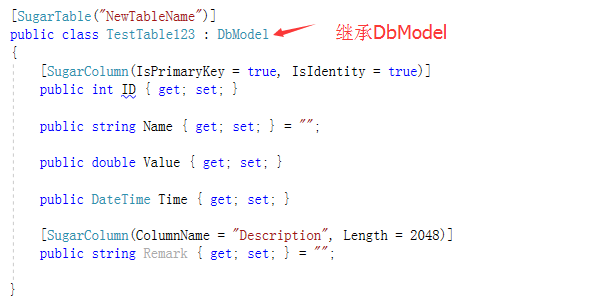 [SugarTable("NewTableName")]
public class TestTable123 : DbModel 继承DbModel
{
[SugarColumn(IsPrimaryKey = true, IsIdentity = true)]
public int ID { get; set; }
public string Name { get; set; } = "";
public double Value { get; set; }
public DateTime Time { get; set; }
[SugarColumn(ColumnName = "Description", Length = 2048)]
public string Remark { get; set; } = "";
}